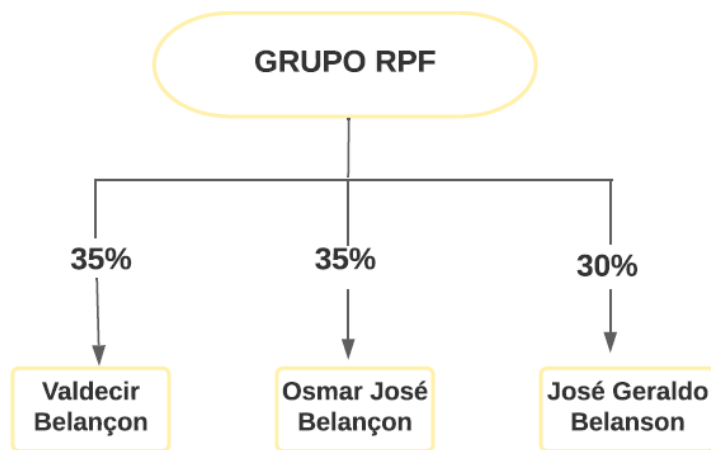 GRUPO RPF
35%
35%
30%
Valdecir
Belançon
Osmar José
Belançon
José Geraldo
Belanson